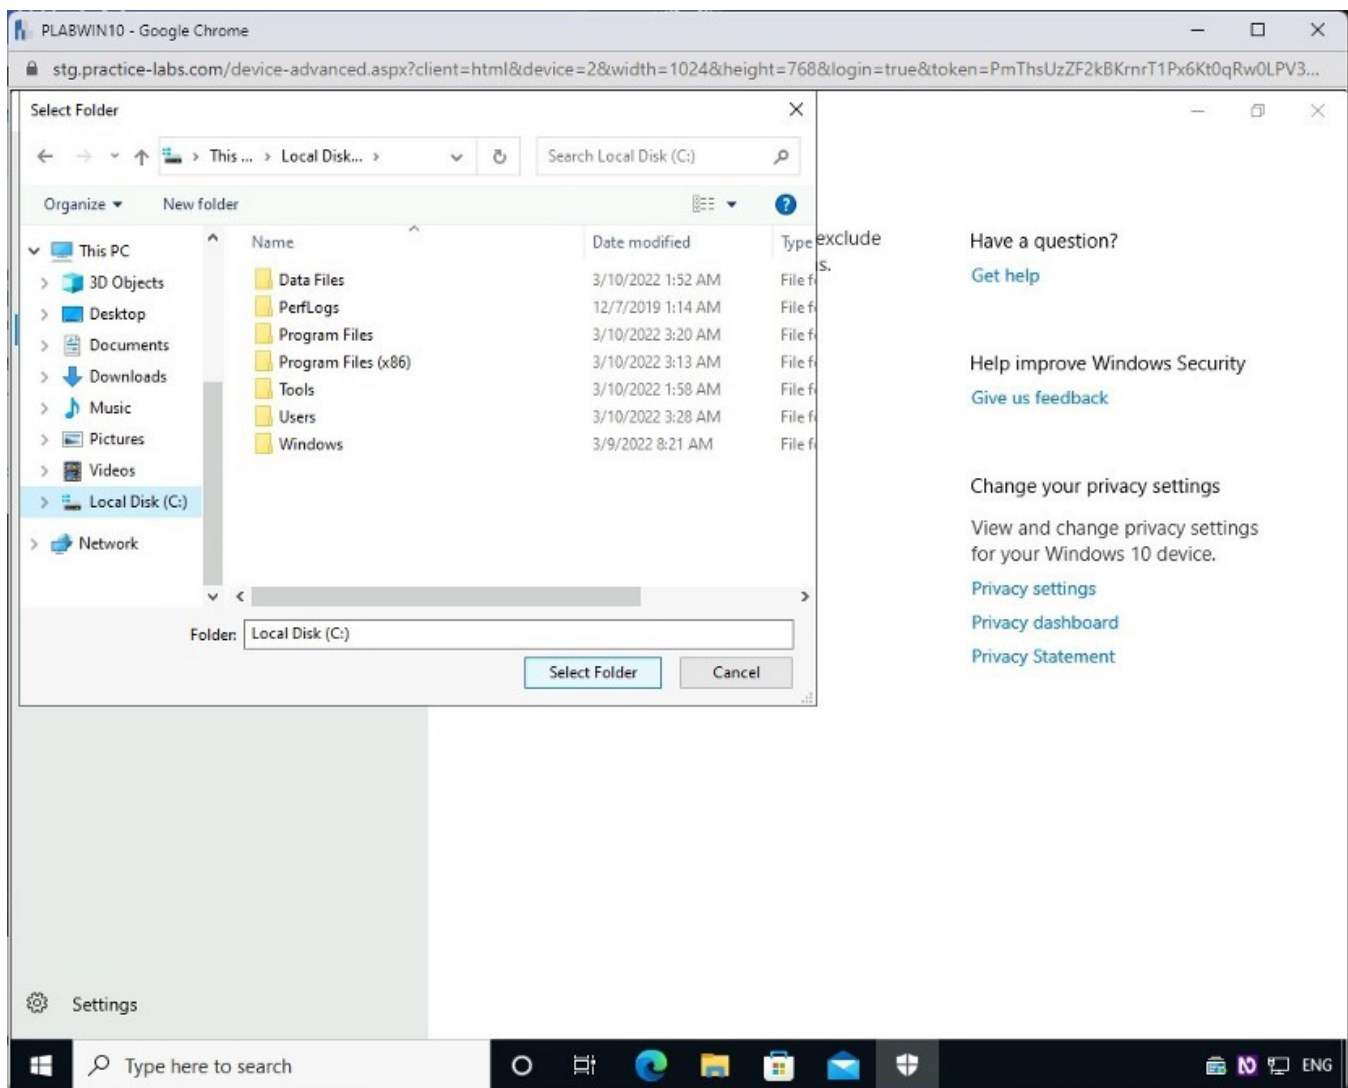 PLABWIN10 - Google Chrome
stg.practice-labs.com/device-advanced.aspx?client=html&device=2&width=1024&height=768&login=true&token=PmThsUzZF2kBKrnrT1Px6Kt0qRw0LPV3...
Select Folder
This ... > Local Disk... >
Search Local Disk (C:)
Organize
New folder
This PC
3D Objects
Desktop
Documents
Downloads
Music
Pictures
Videos
Local Disk (C:)
Network
Name Date modified Type
Data Files 3/10/2022 1:52 AM File f
PerfLogs 12/7/2019 1:14 AM File f
Program Files 3/10/2022 3:20 AM File f
Program Files (x86) 3/10/2022 3:13 AM File f
Tools 3/10/2022 1:58 AM File f
Users 3/10/2022 3:28 AM File f
Windows 3/9/2022 8:21 AM File f
Folder: Local Disk (C:)
Select Folder
Cancel
exclude
s.
Have a question?
Get help
Help improve Windows Security
Give us feedback
Change your privacy settings
View and change privacy settings
for your Windows 10 device.
Privacy settings
Privacy dashboard
Privacy Statement
Settings
Type here to search
ENG